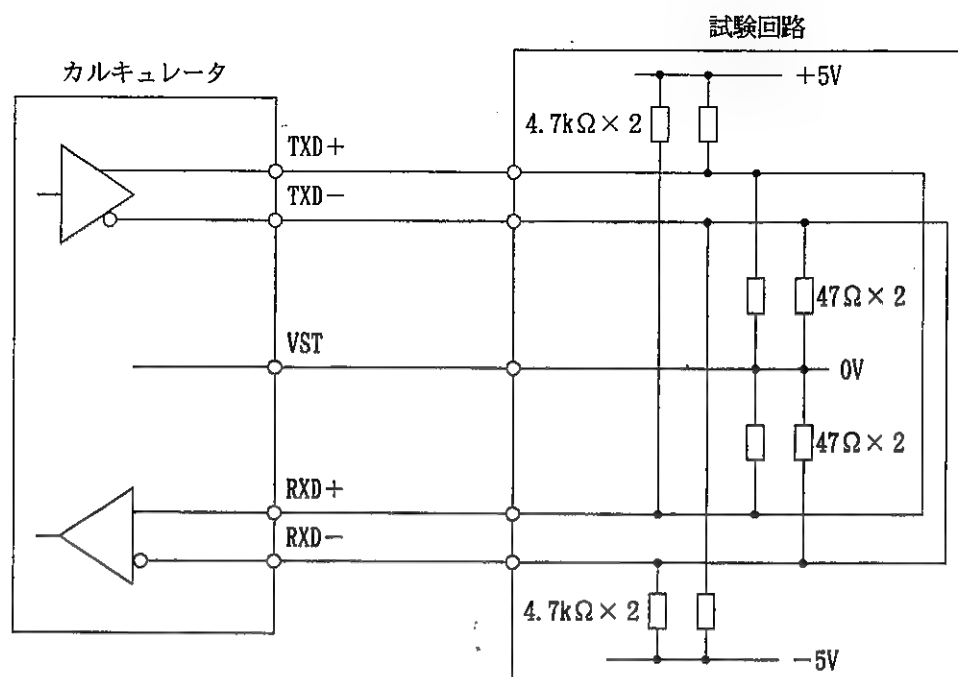 試験回路
カルキュレータ
+5V
4.7kΩ×2
TXD+
TXD-
47Ω×2
VST
0V
47Ω×2
RXD+
RXD-
4.7kΩ×2
-5V